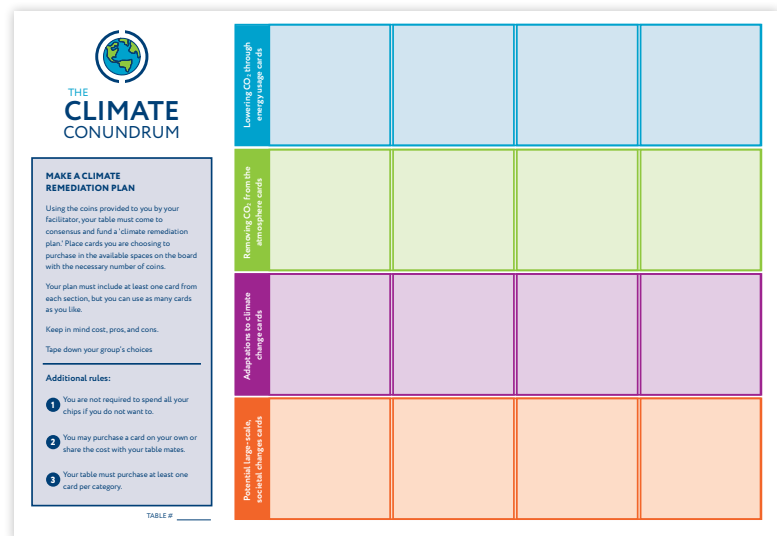 THE
CLIMATE
CONUNDRUM
MAKE A CLIMATE
REMEDIATION PLAN
Using the coins provided to you by your
facilitator, your table must come to
consensus and fund a 'climate remediation
plan.' Place cards you are choosing to
purchase in the available spaces on the board
with the necessary number of coins.
Your plan must include at least one card from
each section, but you can use as many cards
as you like.
Keep in mind cost, pros, and cons.
Tape down your group's choices
Additional rules:
1 You are not required to spend all your
chips if you do not want to.
2 You may purchase a card on your own or
share the cost with your table mates.
3 Your table must purchase at least one
card per category.
TABLE # ______
Lowering CO₂ through
energy usage cards
Removing CO₂ from the
atmosphere cards
Adaptations to climate
change cards
Potential large-scale,
societal changes cards